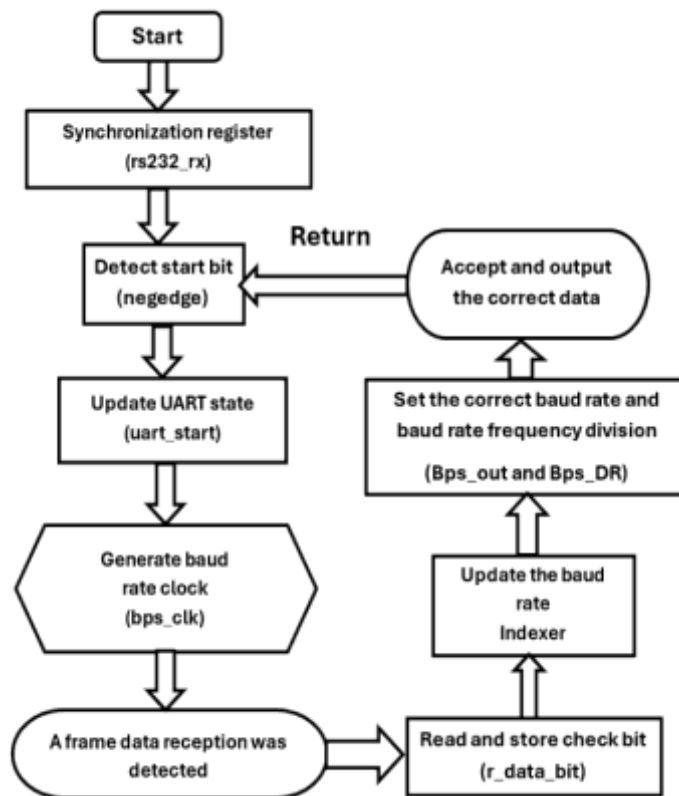 Start
Synchronization register
(rs232_rx)
Detect start bit
(negedge)
Return
Accept and output
the correct data
Update UART state
(uart_start)
Set the correct baud rate and
baud rate frequency division
(Bps_out and Bps_DR)
Generate baud
rate clock
(bps_clk)
Update the baud
rate
Indexer
A frame data reception was
detected
Read and store check bit
(r_data_bit)